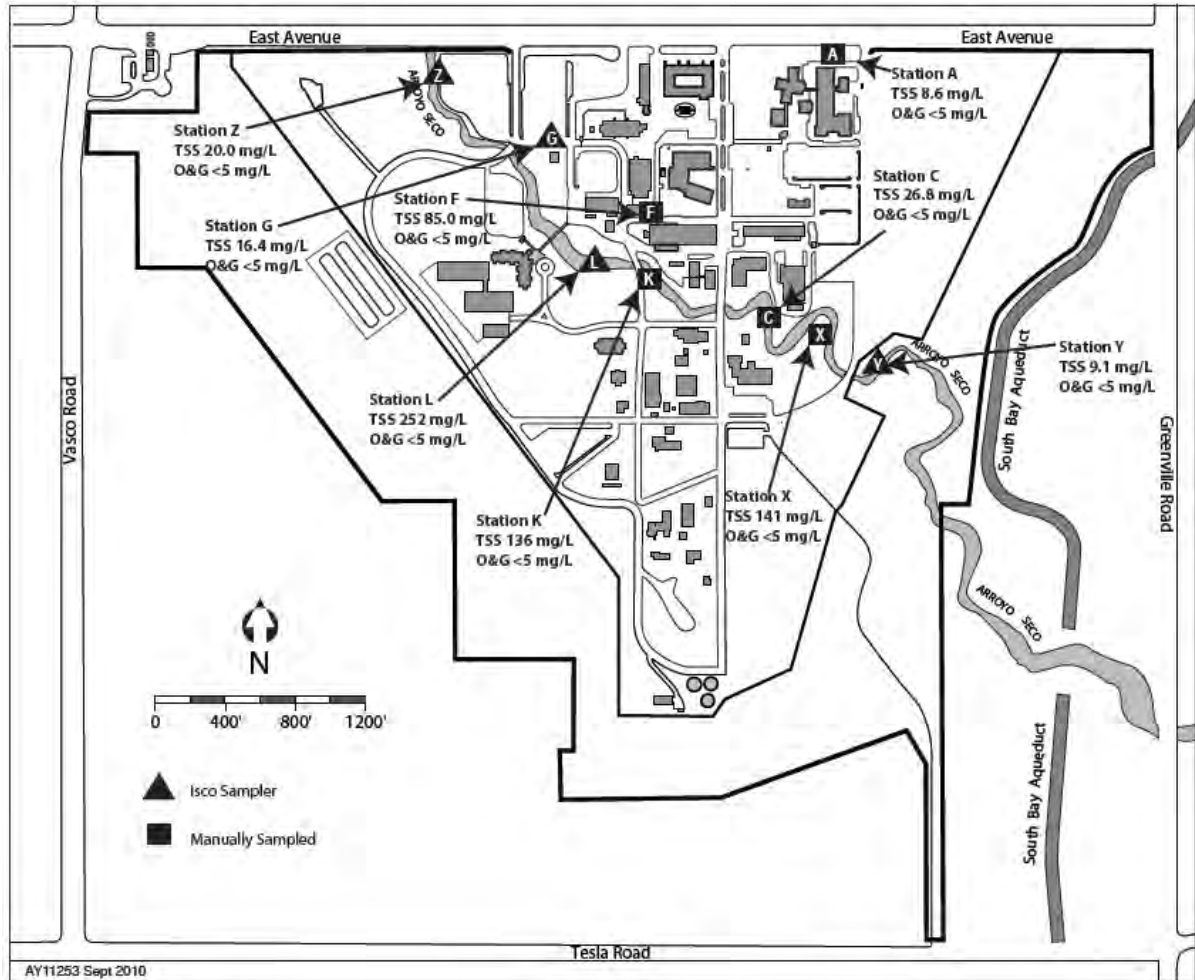 East Avenue
East Avenue
A
Station A
TSS 8.6 mg/L
O&G <5 mg/L
Z
ARROYO SECO
Station Z
TSS 20.0 mg/L
O&G <5 mg/L
G
Station C
TSS 26.8 mg/L
O&G <5 mg/L
Station F
TSS 85.0 mg/L
O&G <5 mg/L
F
Station G
TSS 16.4 mg/L
O&G <5 mg/L
L
K
C
X
Y
ARROYO SECO
Station Y
TSS 9.1 mg/L
O&G <5 mg/L
South Bay Aqueduct
Vasco Road
Greenville Road
Station L
TSS 252 mg/L
O&G <5 mg/L
Station X
TSS 141 mg/L
O&G <5 mg/L
Station K
TSS 136 mg/L
O&G <5 mg/L
ARROYO SECO
N
0 400' 800' 1200'
Isco Sampler
Manually Sampled
South Bay Aqueduct
Tesla Road
AY11253 Sept 2010